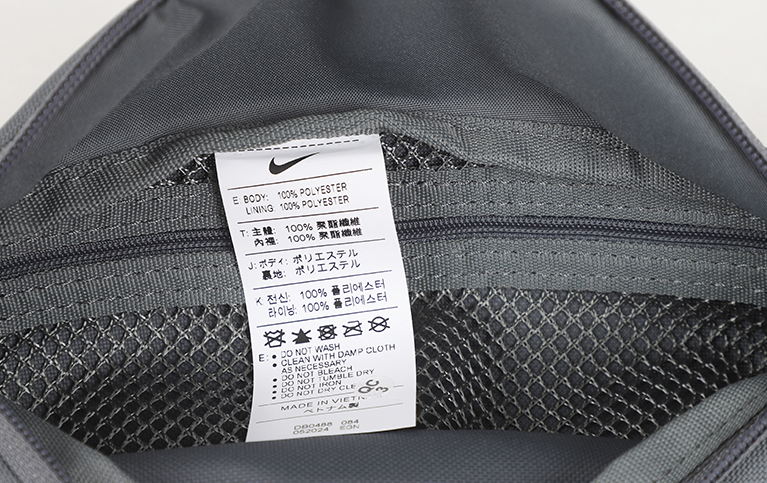 E: BODY: 100% POLYESTER
LINING: 100% POLYESTER
T: 主體: 100% 聚酯纖維
內裡: 100% 聚酯纖維
J: ボディ: ポリエステル
裏地: ポリエステル
K: 전신: 100% 폴리에스터
라이닝: 100% 폴리에스터
E: • DO NOT WASH
• CLEAN WITH DAMP CLOTH
AS NECESSARY
• DO NOT BLEACH
• DO NOT TUMBLE DRY
• DO NOT IRON
• DO NOT DRY
MADE IN
ベトナム製
DB0488 084
052024 EGN